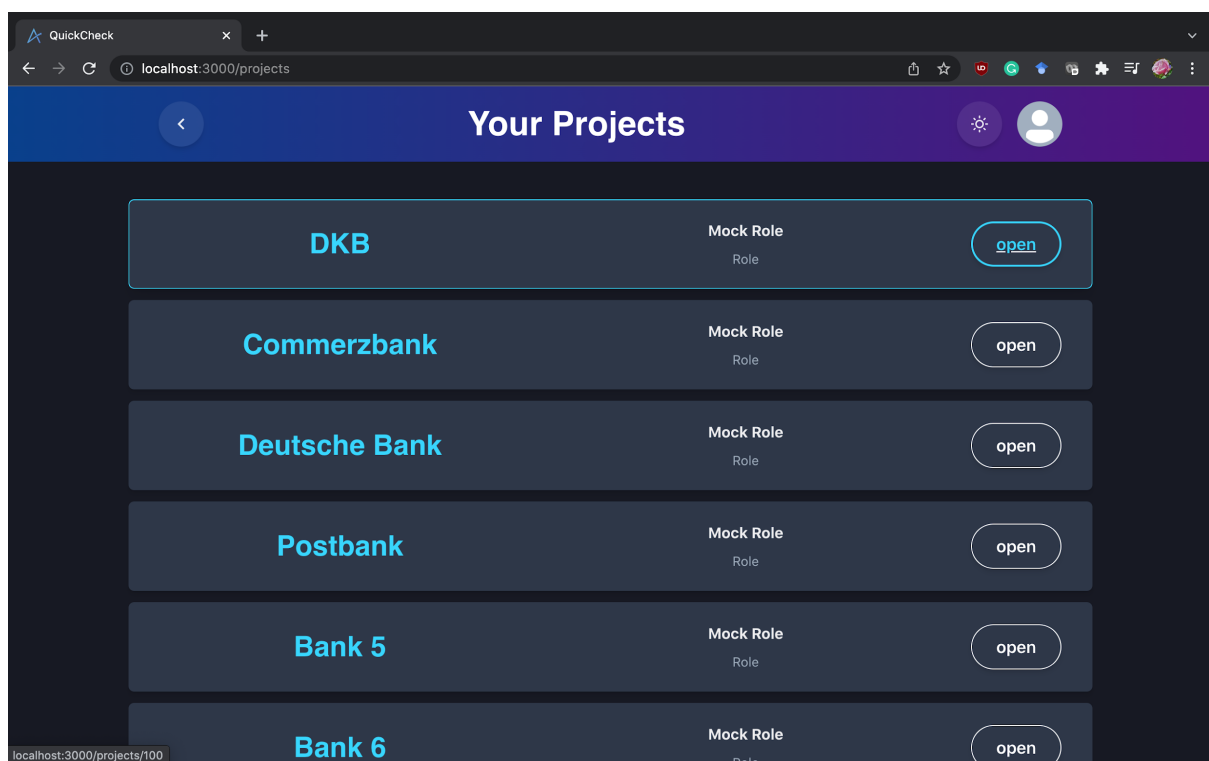 QuickCheck
localhost:3000/projects
Your Projects
DKB
Mock Role
Role
open
Commerzbank
Mock Role
Role
open
Deutsche Bank
Mock Role
Role
open
Postbank
Mock Role
Role
open
Bank 5
Mock Role
Role
open
Bank 6
Mock Role
Role
open
localhost:3000/projects/100